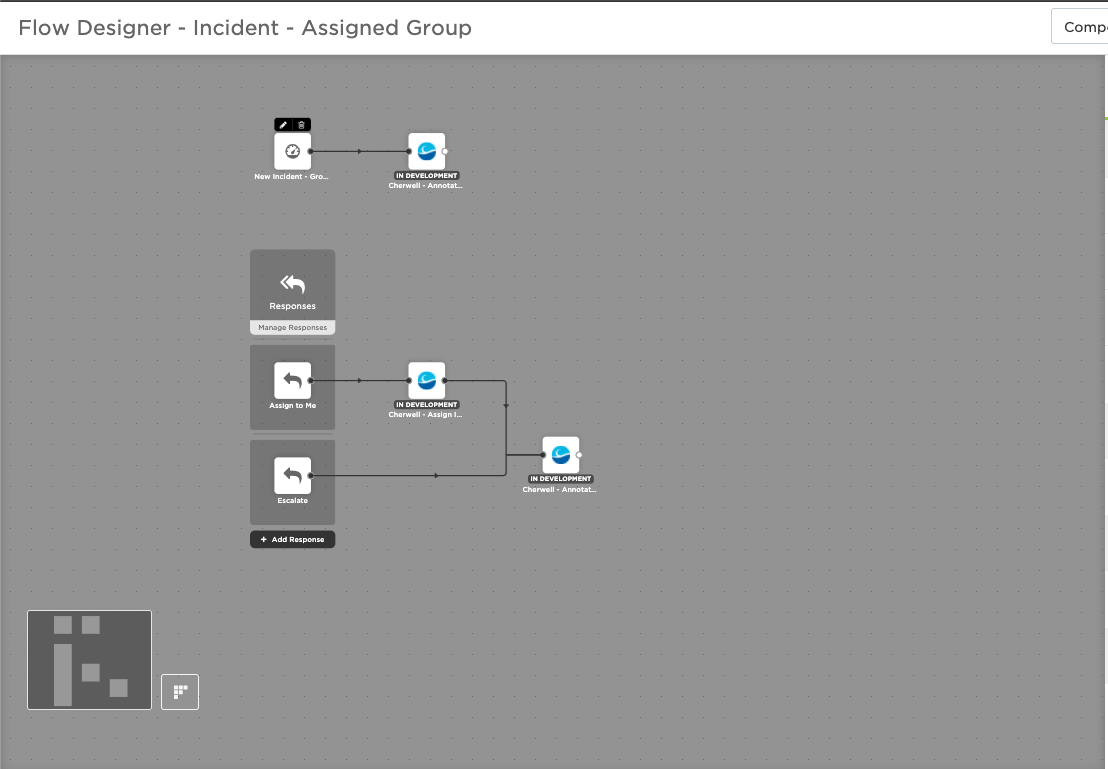 Flow Designer - Incident - Assigned Group
Comp
New Incident - Gro...
IN DEVELOPMENT
Cherwell - Annotat...
Responses
Manage Responses
Assign to Me
IN DEVELOPMENT
Cherwell - Assign I...
IN DEVELOPMENT
Cherwell - Annotat...
Escalate
+ Add Response